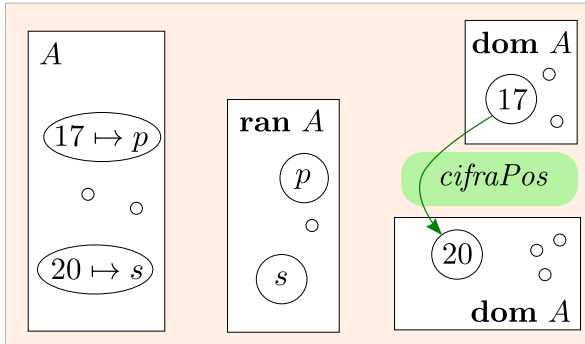 A
17 ↦ p
20 ↦ s
ran A
p
s
dom A
17
cifraPos
20
dom A